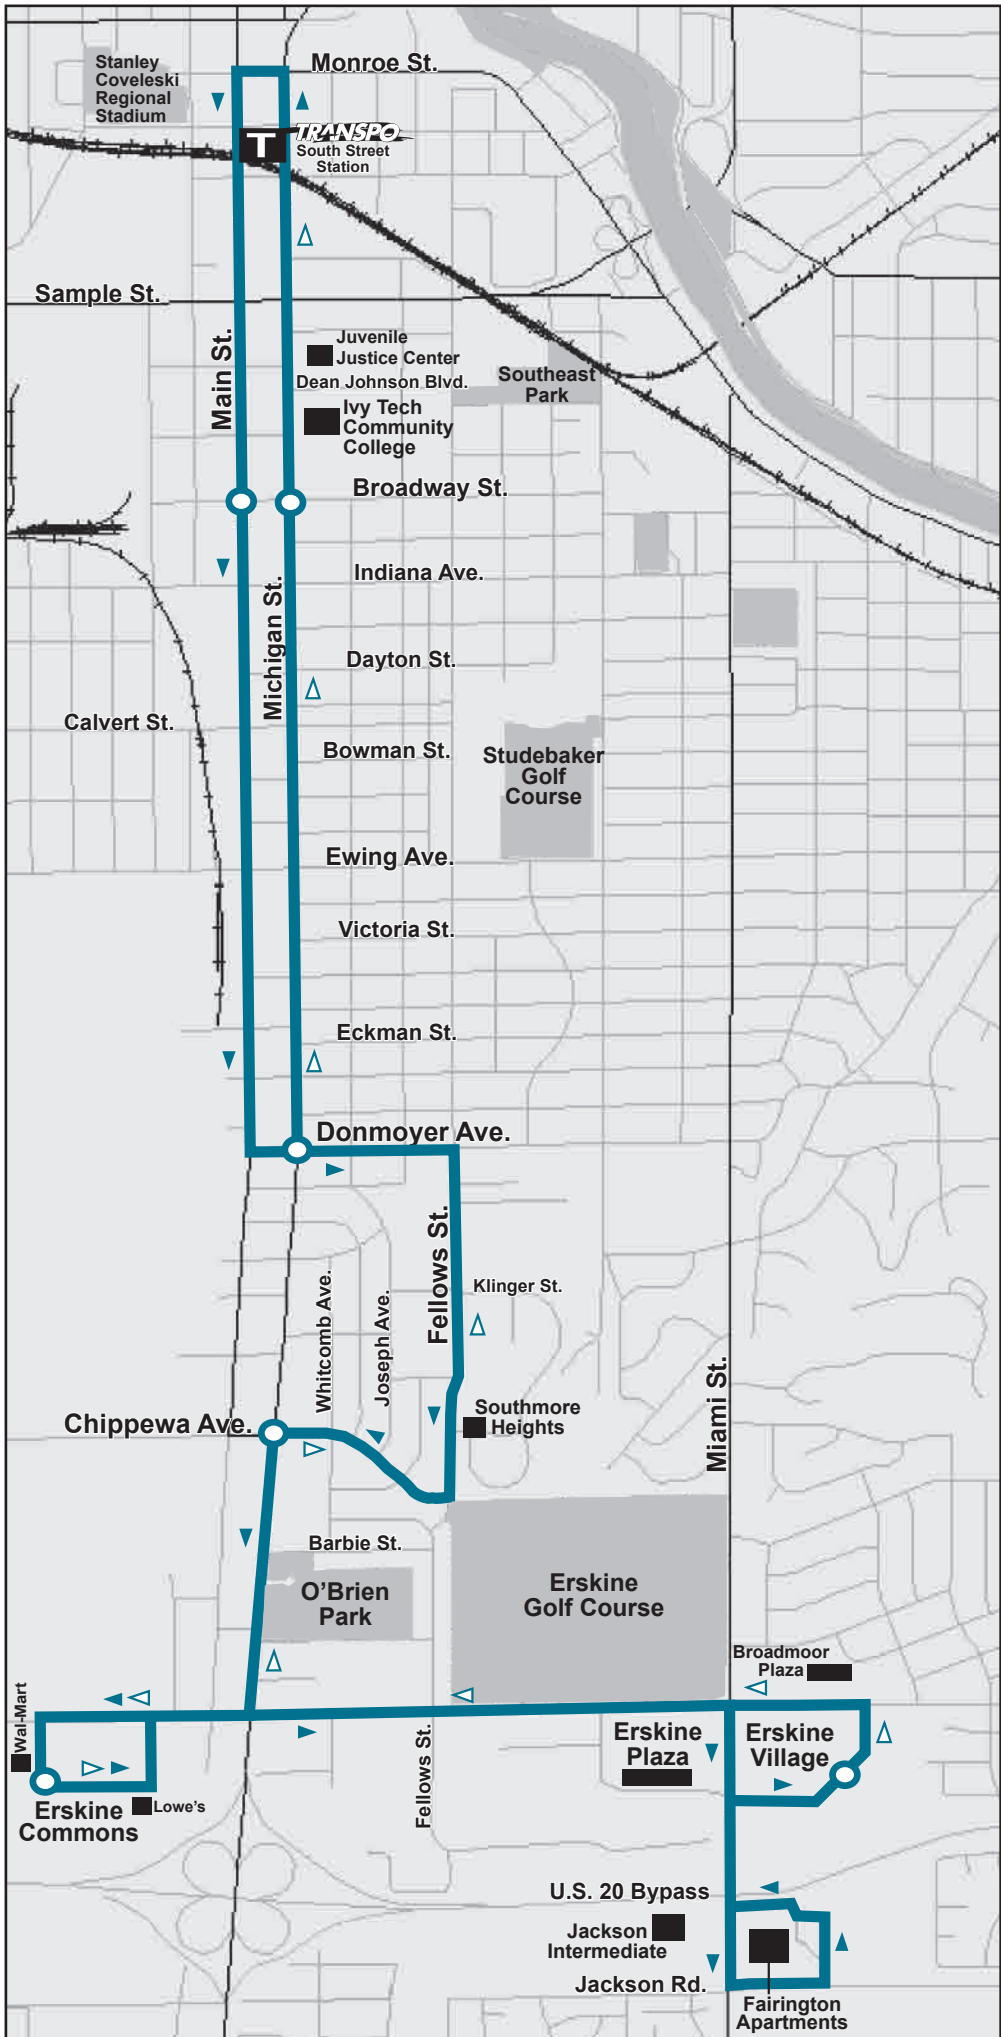 Monroe St.
Stanley
Coveleski
Regional
Stadium
T
TRANSPO
South Street
Station
Sample St.
Main St.
Juvenile
Justice Center
Dean Johnson Blvd.
Ivy Tech
Community
College
Southeast
Park
Broadway St.
Indiana Ave.
Michigan St.
Dayton St.
Calvert St.
Bowman St.
Studebaker
Golf
Course
Ewing Ave.
Victoria St.
Eckman St.
Donmoyer Ave.
Fellows St.
Klinger St.
Whitcomb Ave.
Joseph Ave.
Miami St.
Chippewa Ave.
Southmore
Heights
Barbie St.
O'Brien
Park
Erskine
Golf Course
Broadmoor
Plaza
Wal-Mart
Erskine
Plaza
Erskine
Village
Fellows St.
Erskine
Commons
Lowe's
U.S. 20 Bypass
Jackson
Intermediate
Jackson Rd.
Fairington
Apartments